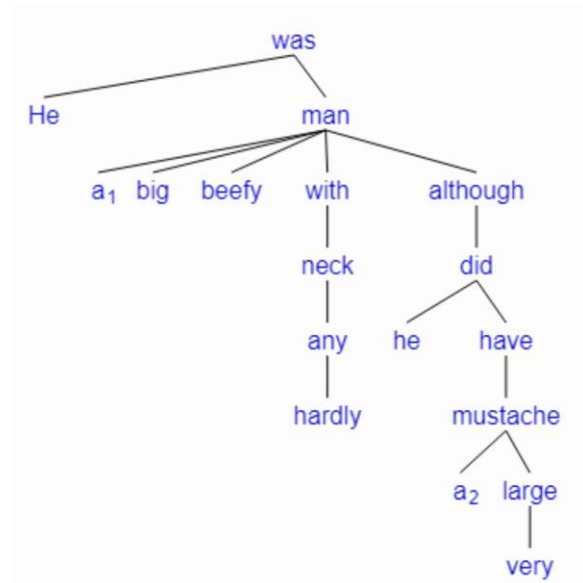 was
He man
a₁ big beefy with although
neck did
any he have
hardly mustache
a₂ large
very